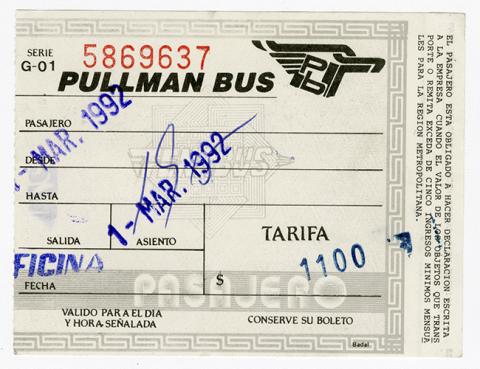 SERIE
G-01
5869637
PULLMAN BUS
PBT
PASAJERO
DESDE
HASTA
SALIDA
ASIENTO
TARIFA
1 - MAR. 1992
- MAR. 1992
OFICINA
FECHA
$
1100
PASAJERO
VALIDO PARA EL DIA
Y HORA SEÑALADA
CONSERVE SU BOLETO
Badal.
EL PASAJERO ESTA OBLIGADO A HACER DECLARACION ESCRITA
A LA EMPRESA CUANDO EL VALOR DE LOS OBJETOS QUE TRANS
PORTE O REMITA EXCEDA DE CINCO INGRESOS MINIMOS MENSUA
LES PARA LA REGION METROPOLITANA.